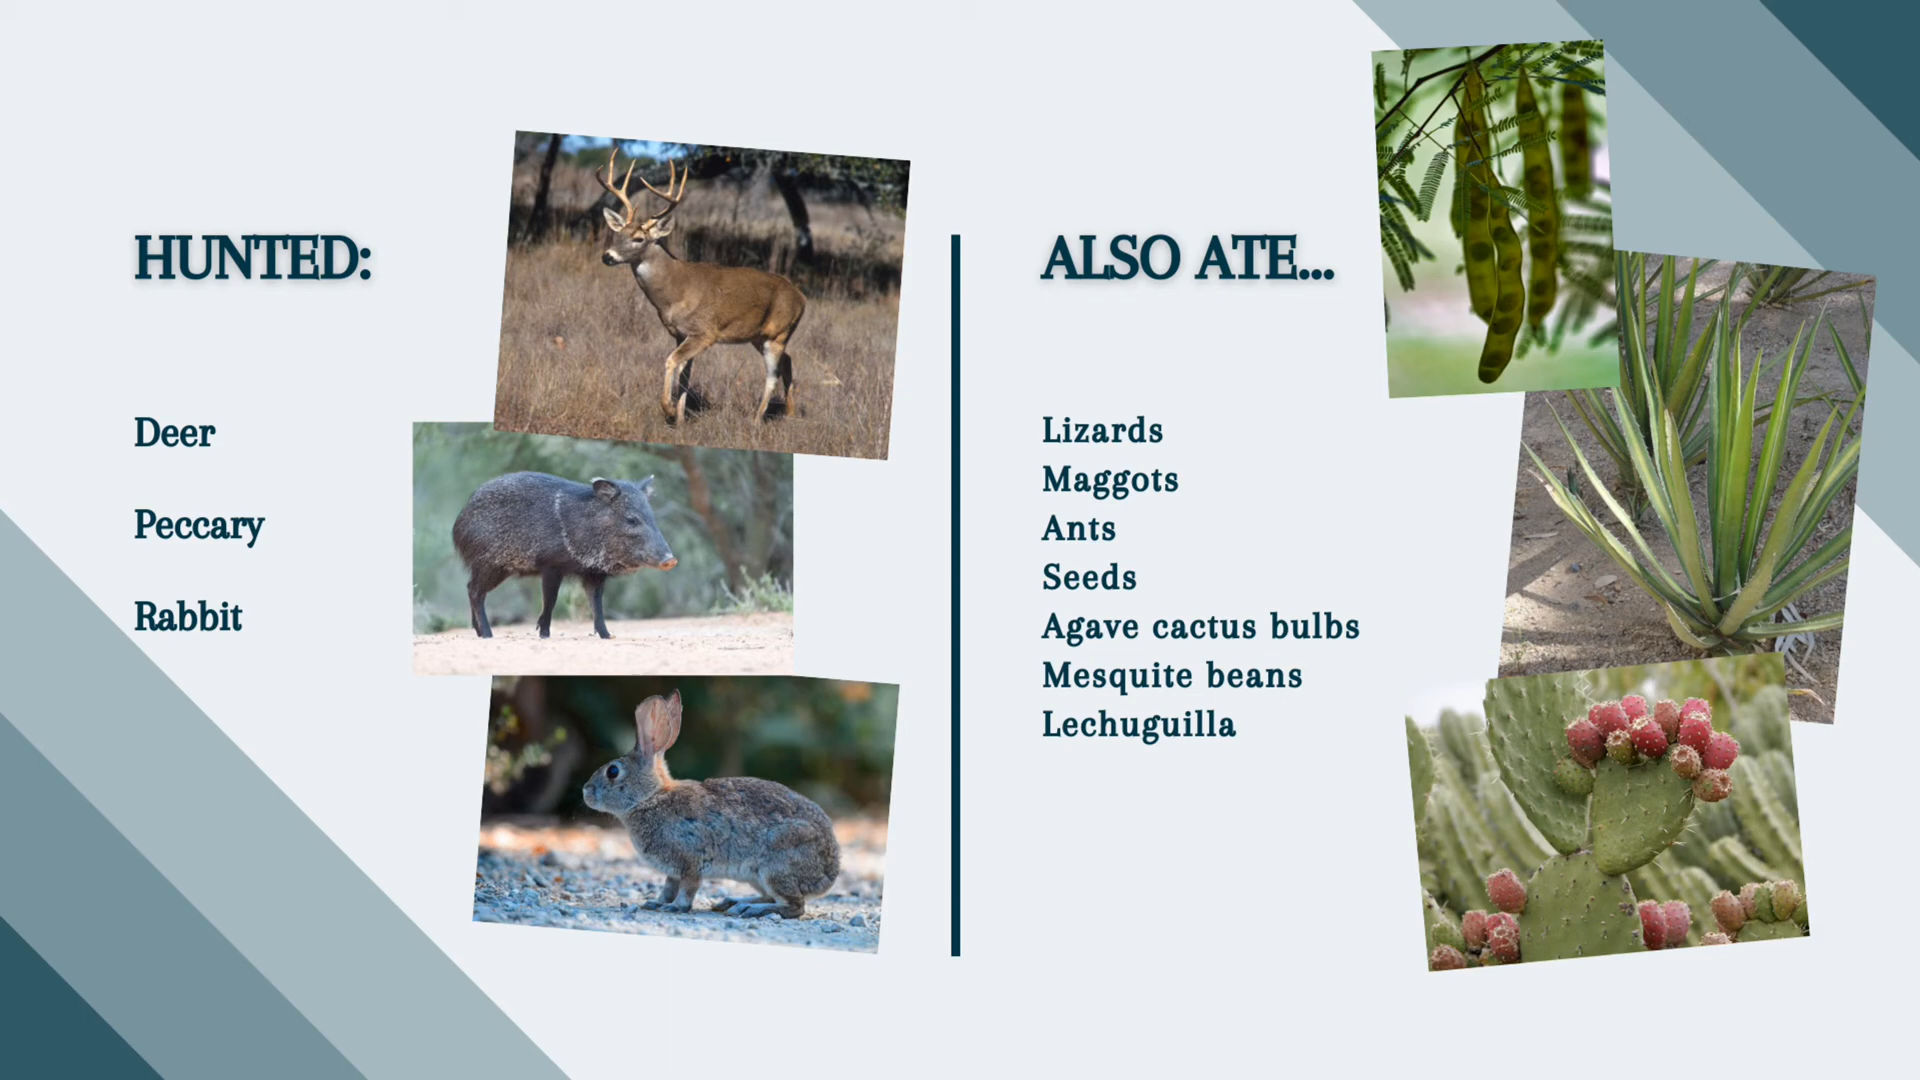 HUNTED:
Deer
Peccary
Rabbit
ALSO ATE...
Lizards
Maggots
Ants
Seeds
Agave cactus bulbs
Mesquite beans
Lechuguilla